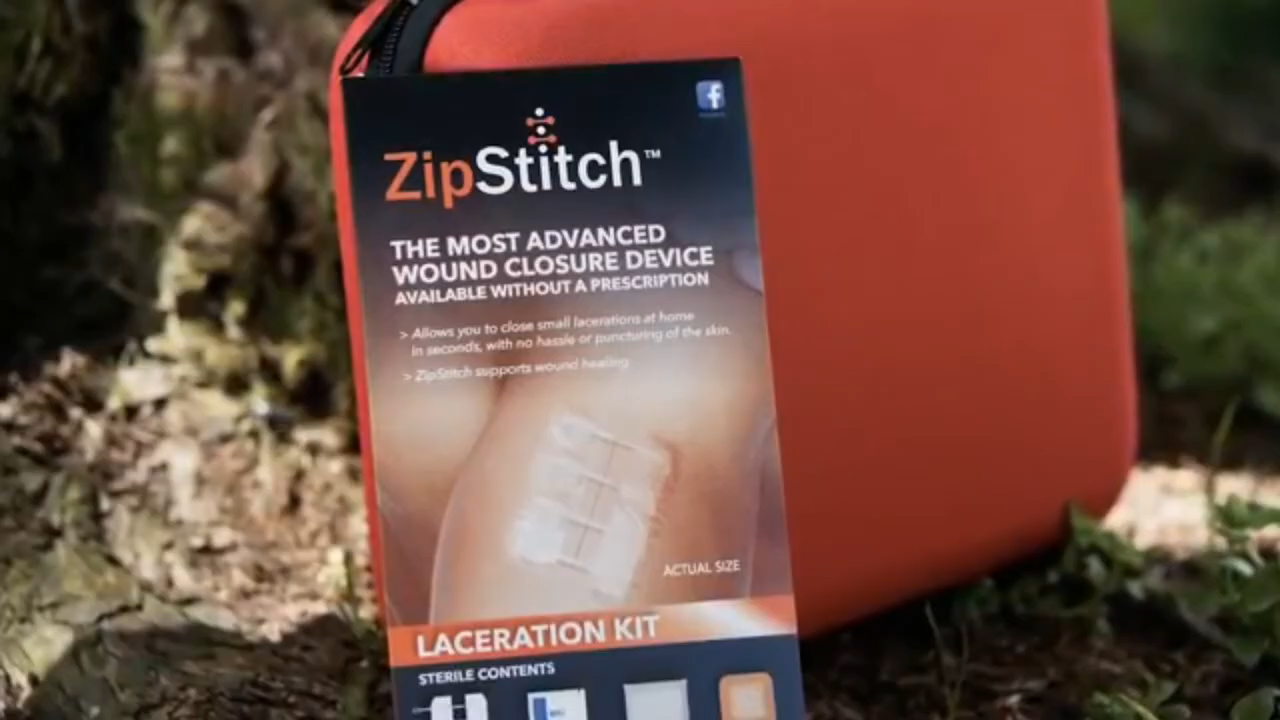 ZipStitch™
THE MOST ADVANCED
WOUND CLOSURE DEVICE
AVAILABLE WITHOUT A PRESCRIPTION
> Allows you to close small lacerations at home
in seconds, with no hassle or puncturing of the skin.
> ZipStitch supports wound healing
ACTUAL SIZE
LACERATION KIT
STERILE CONTENTS